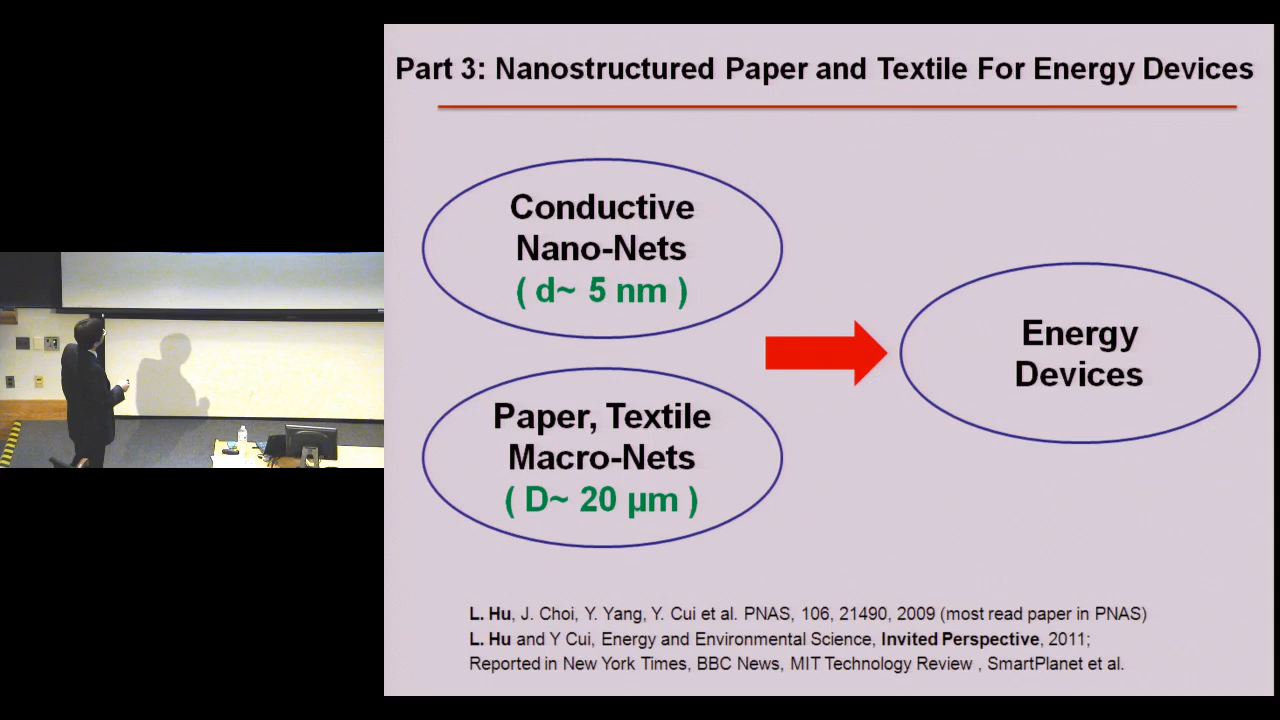 Part 3: Nanostructured Paper and Textile For Energy Devices
Conductive
Nano-Nets
( d~ 5 nm )
Paper, Textile
Macro-Nets
( D~ 20 µm )
Energy
Devices
L. Hu, J. Choi, Y. Yang, Y. Cui et al. PNAS, 106, 21490, 2009 (most read paper in PNAS)
L. Hu and Y Cui, Energy and Environmental Science, Invited Perspective, 2011;
Reported in New York Times, BBC News, MIT Technology Review , SmartPlanet et al.